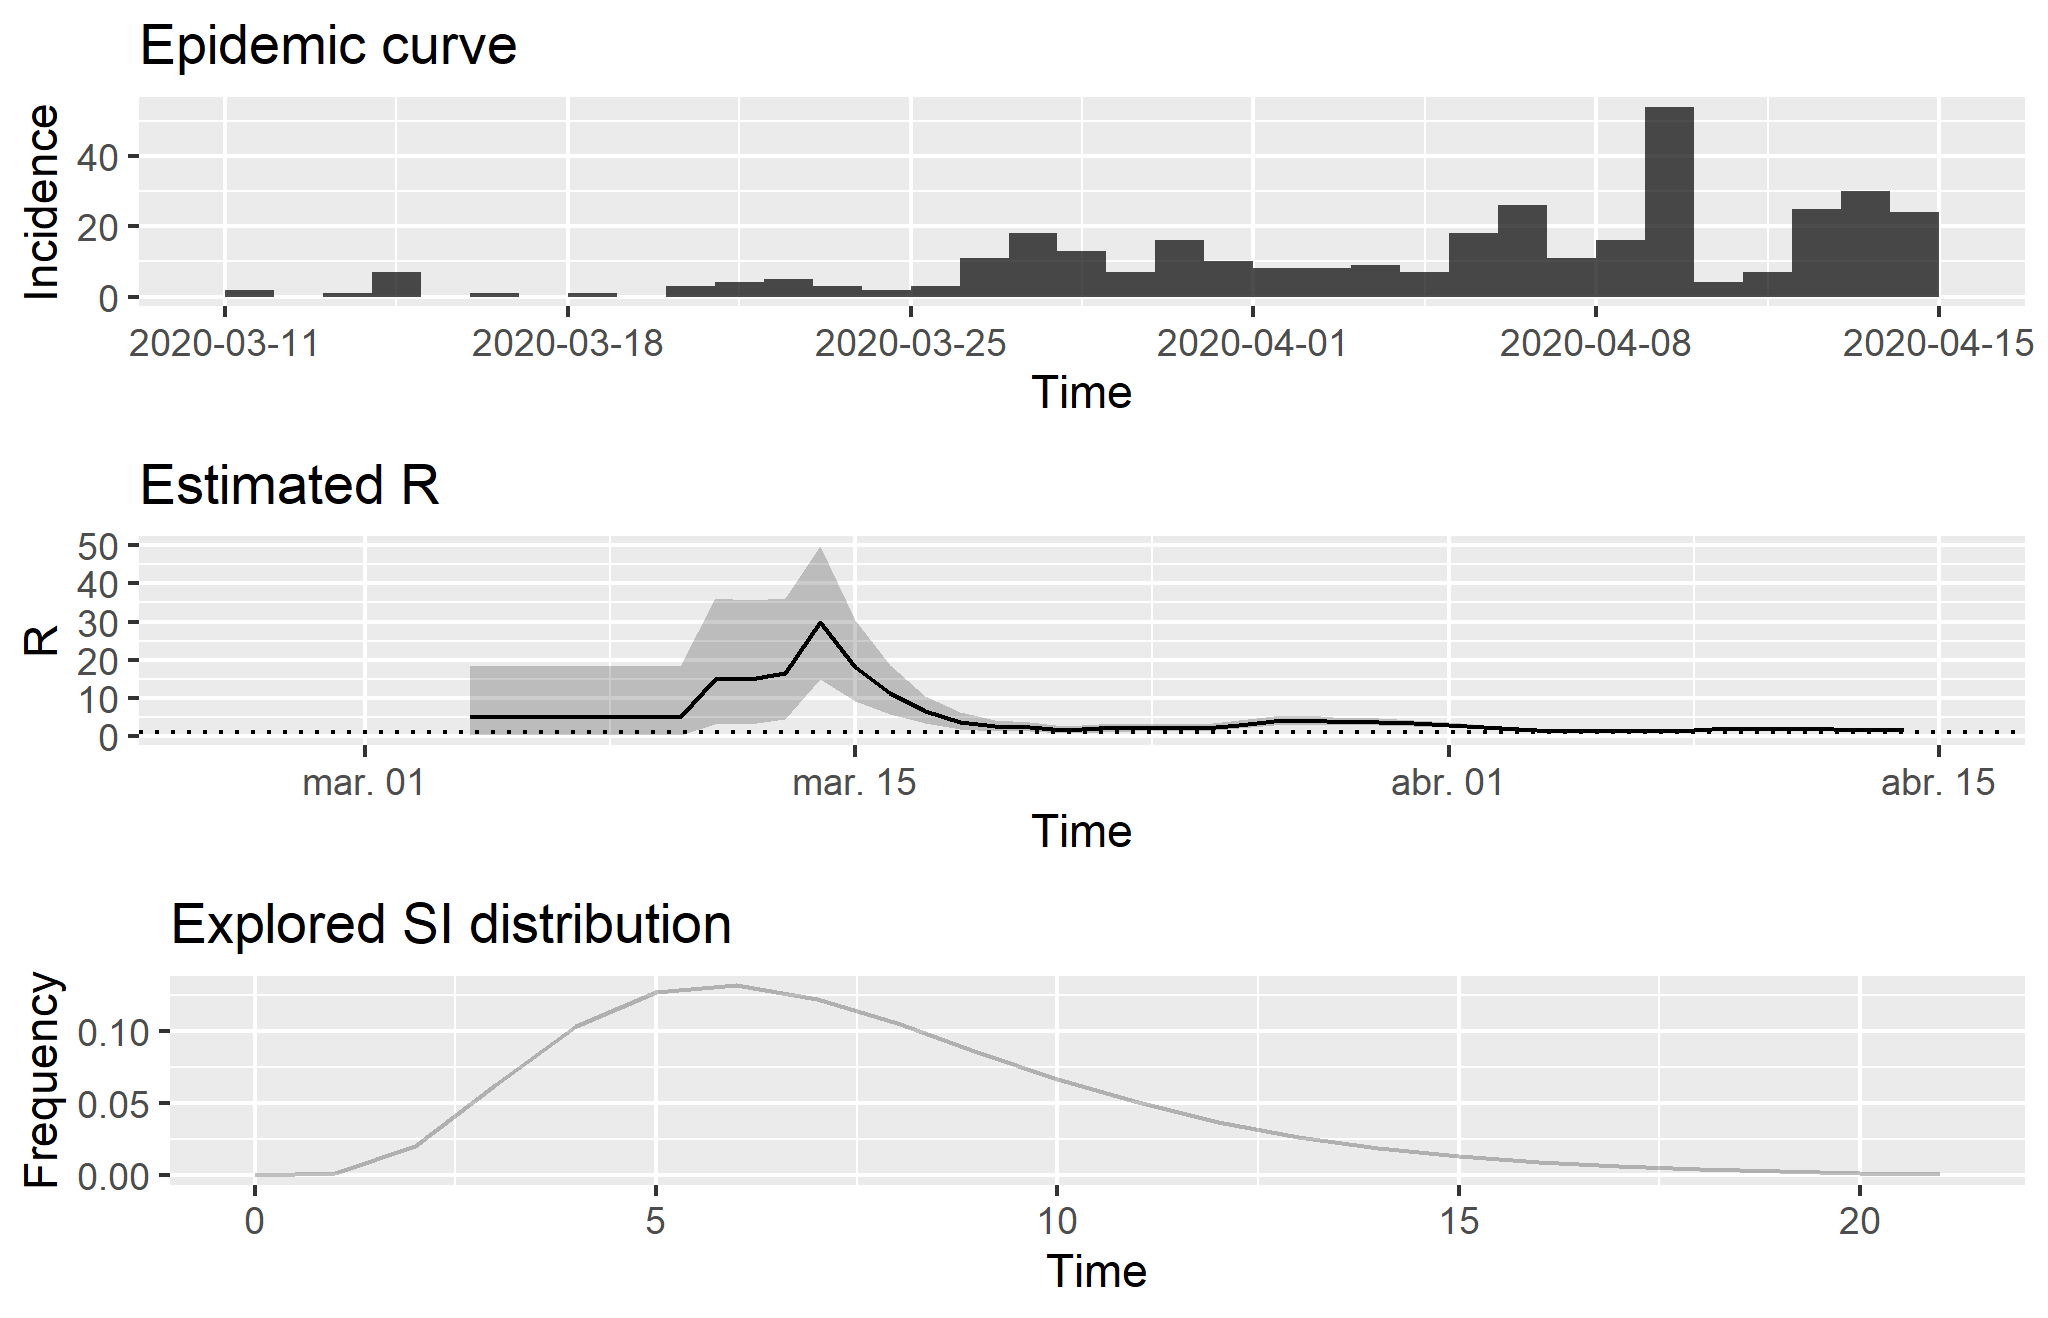 Epidemic curve
Incidence
40
20
0
2020-03-11 2020-03-18 2020-03-25 2020-04-01 2020-04-08 2020-04-15
Time
Estimated R
R
50
40
30
20
10
0
mar. 01 mar. 15 abr. 01 abr. 15
Time
Explored SI distribution
Frequency
0.10
0.05
0.00
0 5 10 15 20
Time